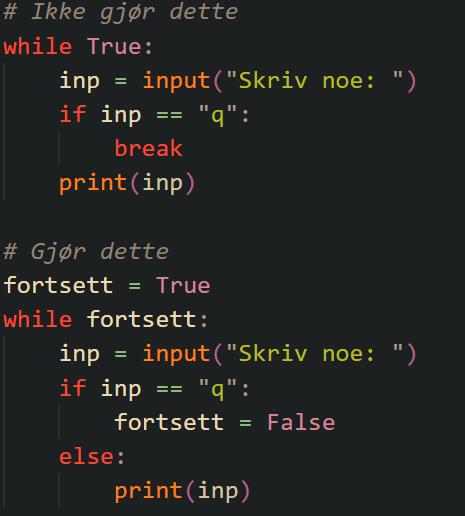 # Ikke gjør dette
while True:
    inp = input("Skriv noe: ")
    if inp == "q":
        break
    print(inp)

# Gjør dette
fortsett = True
while fortsett:
    inp = input("Skriv noe: ")
    if inp == "q":
        fortsett = False
    else:
        print(inp)